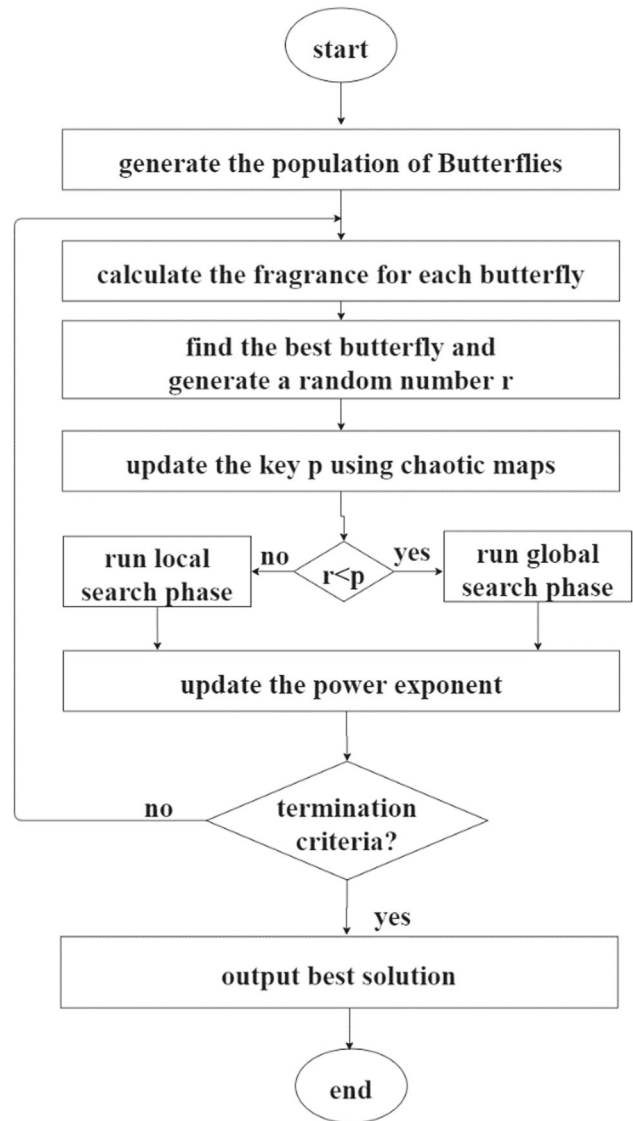 start
generate the population of Butterflies
calculate the fragrance for each butterfly
find the best butterfly and
generate a random number r
update the key p using chaotic maps
run local
search phase
no
r<p
yes
run global
search phase
update the power exponent
no
termination
criteria?
yes
output best solution
end